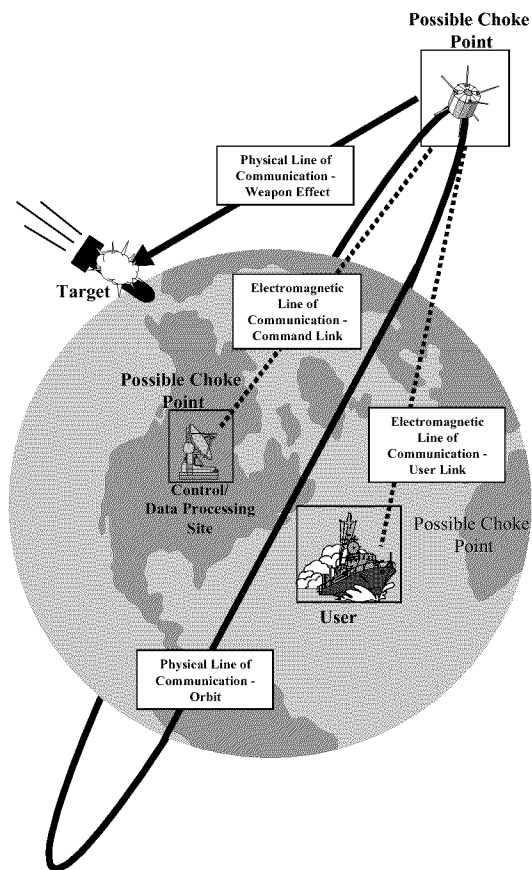 Possible Choke
Point
Physical Line of
Communication -
Weapon Effect
Target
Electromagnetic
Line of
Communication -
Command Link
Possible Choke
Point
Control/
Data Processing
Site
Electromagnetic
Line of
Communication -
User Link
Possible Choke
Point
User
Physical Line of
Communication -
Orbit